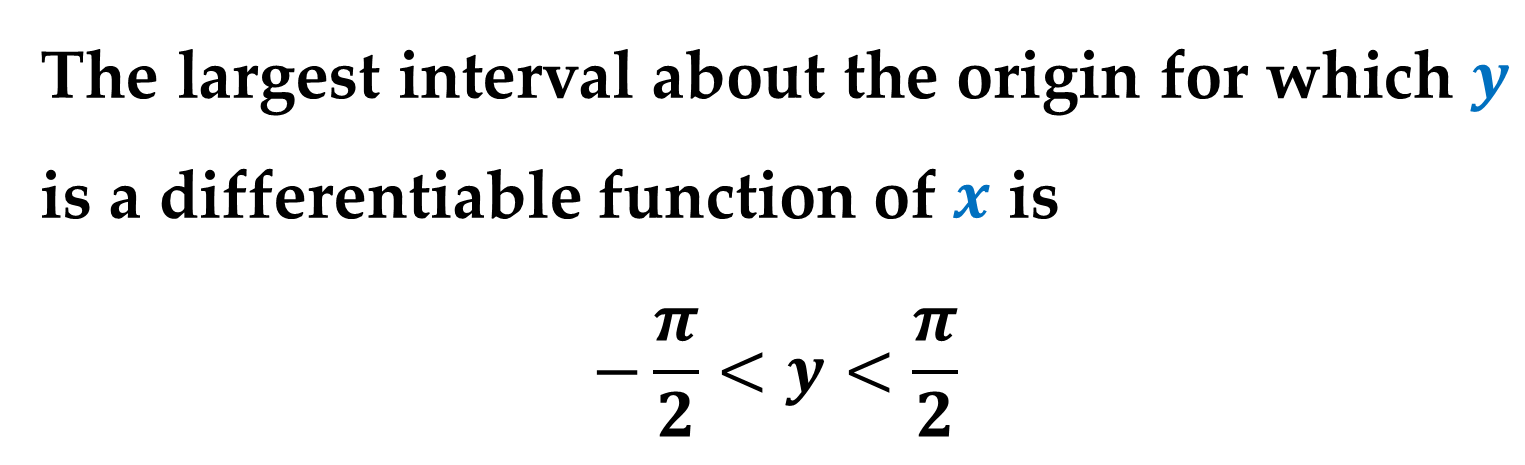 The largest interval about the origin for which y
is a differentiable function of x is
−π/2 < y < π/2